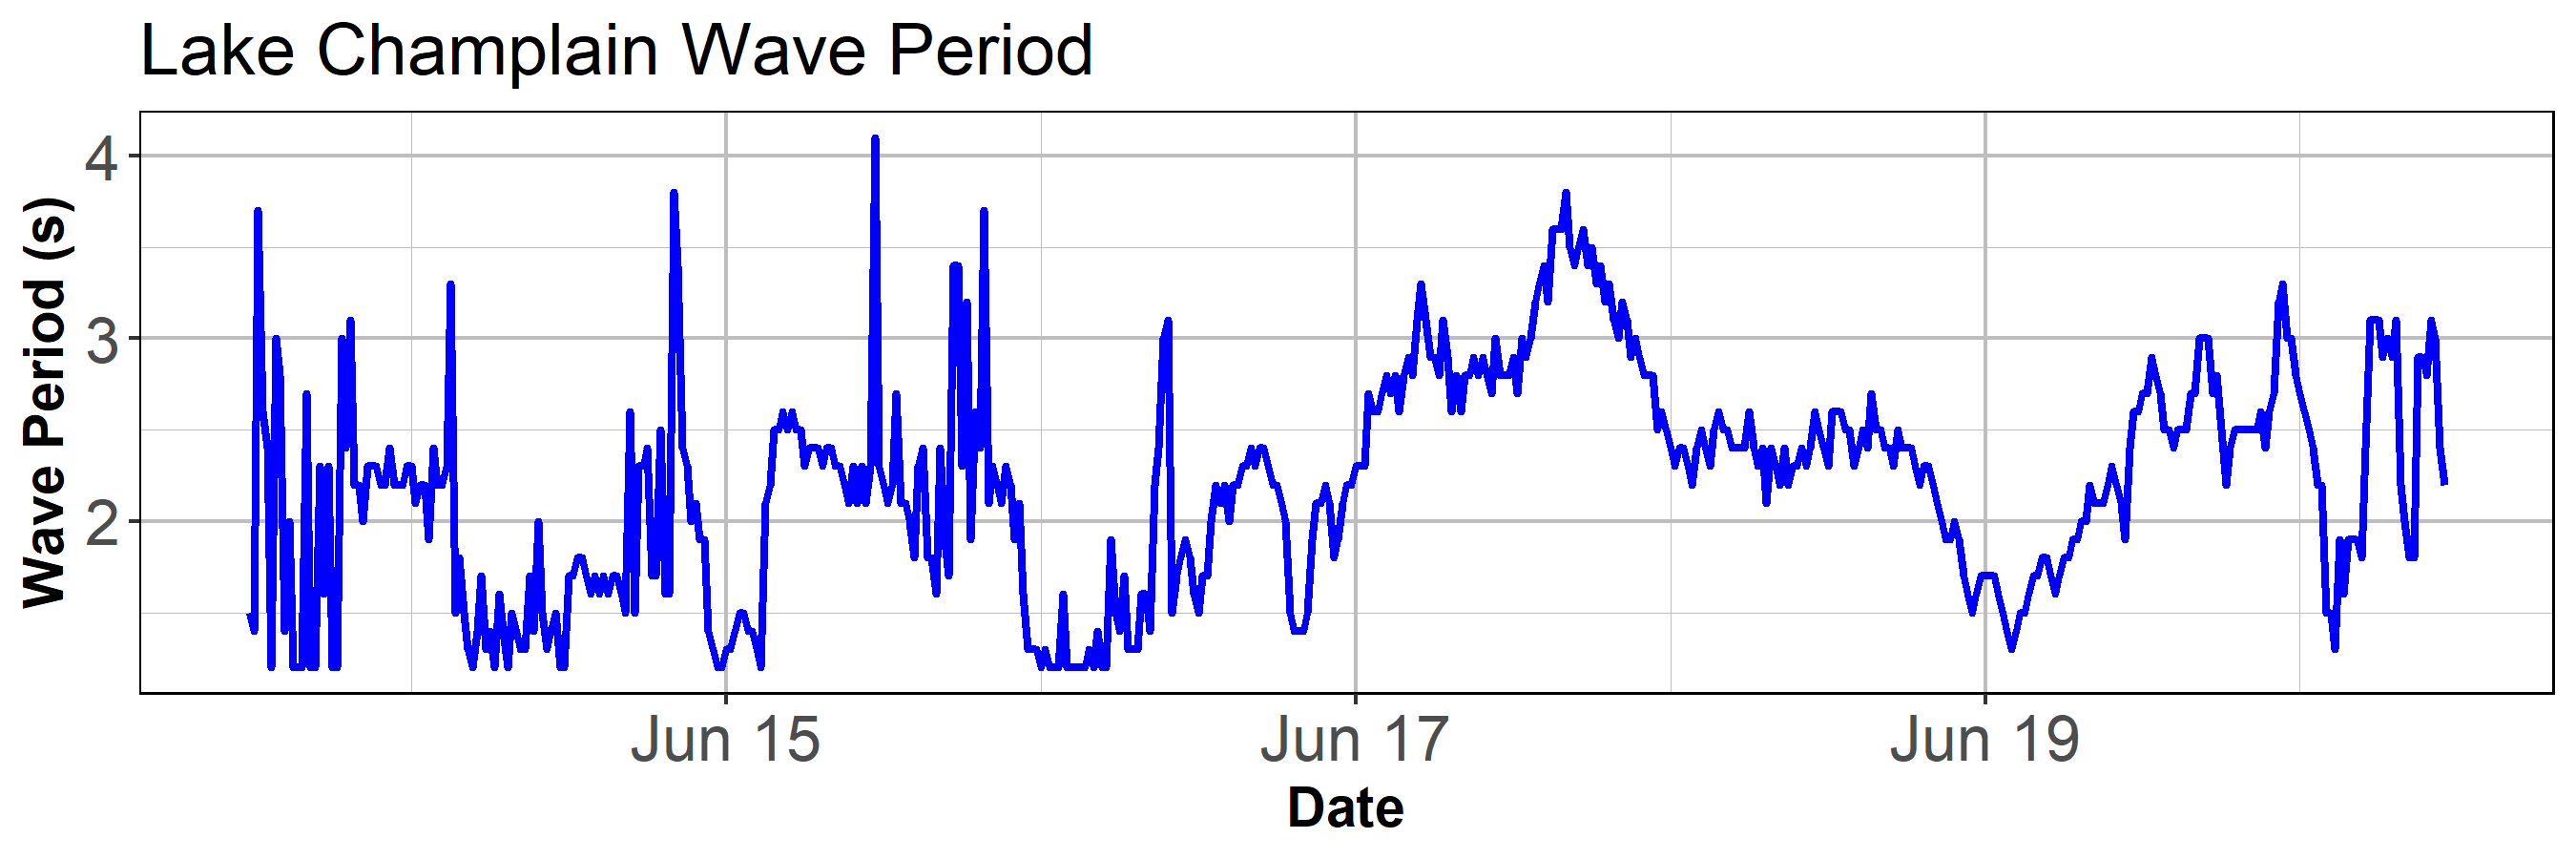 Lake Champlain Wave Period
Wave Period (s)
4
3
2
Jun 15 Jun 17 Jun 19
Date